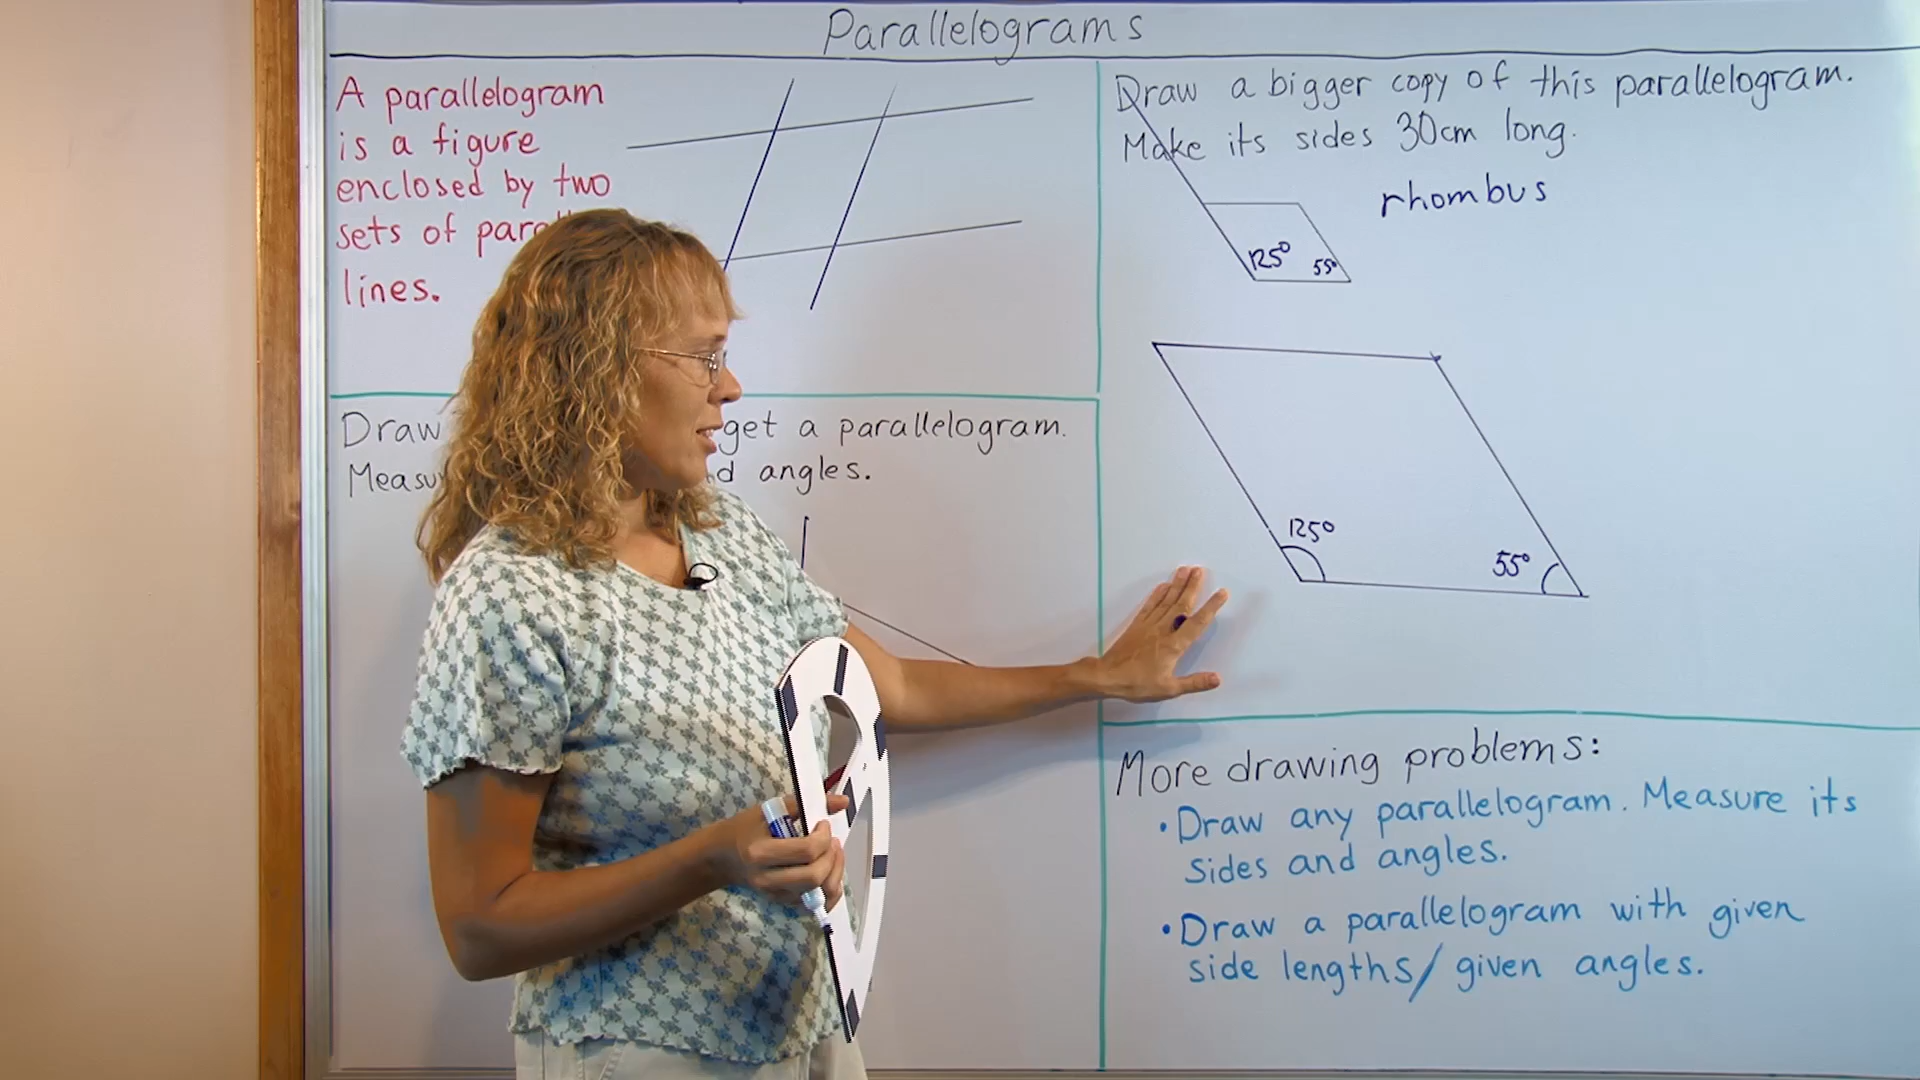 Parallelograms
A parallelogram
is a figure
enclosed by two
sets of
lines.
Draw a bigger copy of this parallelogram.
Make its sides 30cm long.
rhombus
125° 55°
125°
55°
Draw get a parallelogram.
angles.
More drawing problems:
• Draw any parallelogram. Measure its
sides and angles.
• Draw a parallelogram with given
side lengths/given angles.